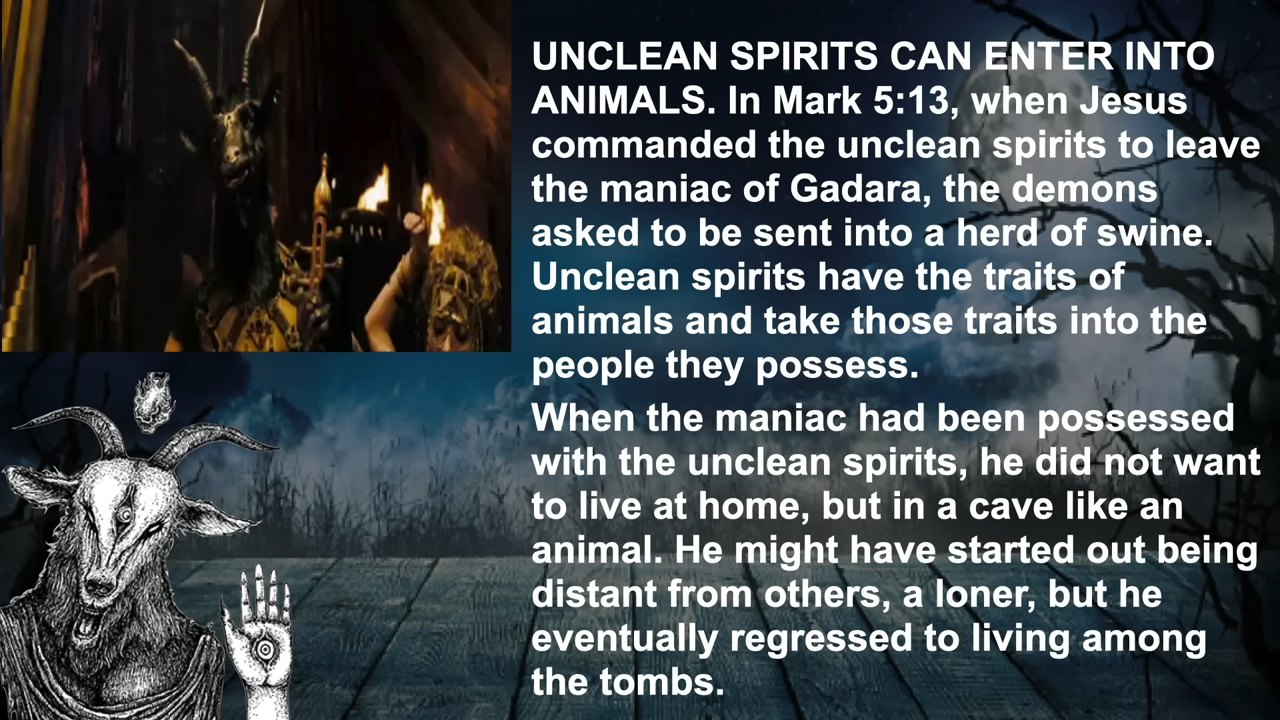 UNCLEAN SPIRITS CAN ENTER INTO
ANIMALS. In Mark 5:13, when Jesus
commanded the unclean spirits to leave
the maniac of Gadara, the demons
asked to be sent into a herd of swine.
Unclean spirits have the traits of
animals and take those traits into the
people they possess.
When the maniac had been possessed
with the unclean spirits, he did not want
to live at home, but in a cave like an
animal. He might have started out being
distant from others, a loner, but he
eventually regressed to living among
the tombs.